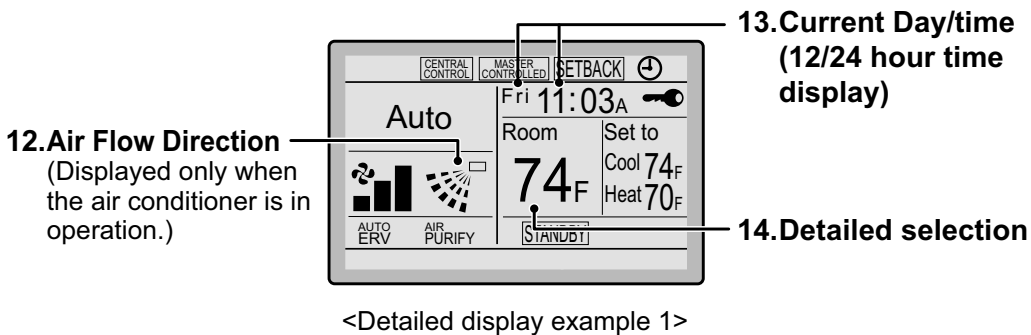 13.Current Day/time
(12/24 hour time
display)
CENTRAL CONTROL
MASTER CONTROLLED
SETBACK
Fri 11:03A
Auto
12.Air Flow Direction
(Displayed only when
the air conditioner is in
operation.)
Room
Set to
74F
Cool 74F
Heat 70F
AUTO
ERV
AIR
PURIFY
STANDBY
14.Detailed selection
<Detailed display example 1>